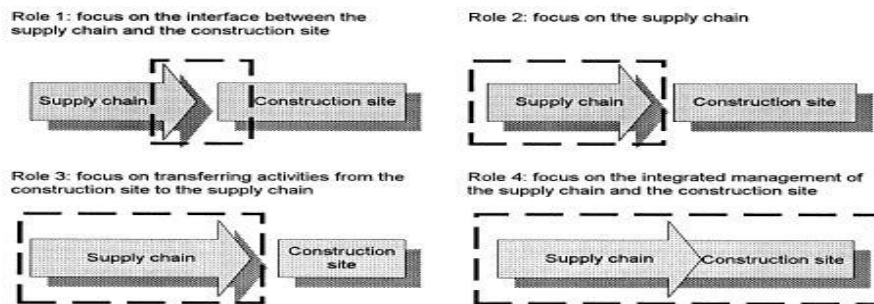 Role 1: focus on the interface between the
supply chain and the construction site
Supply chain
Construction site
Role 2: focus on the supply chain
Supply chain
Construction site
Role 3: focus on transferring activities from the
construction site to the supply chain
Supply chain
Construction
site
Role 4: focus on the integrated management of
the supply chain and the construction site
Supply chain
Construction site